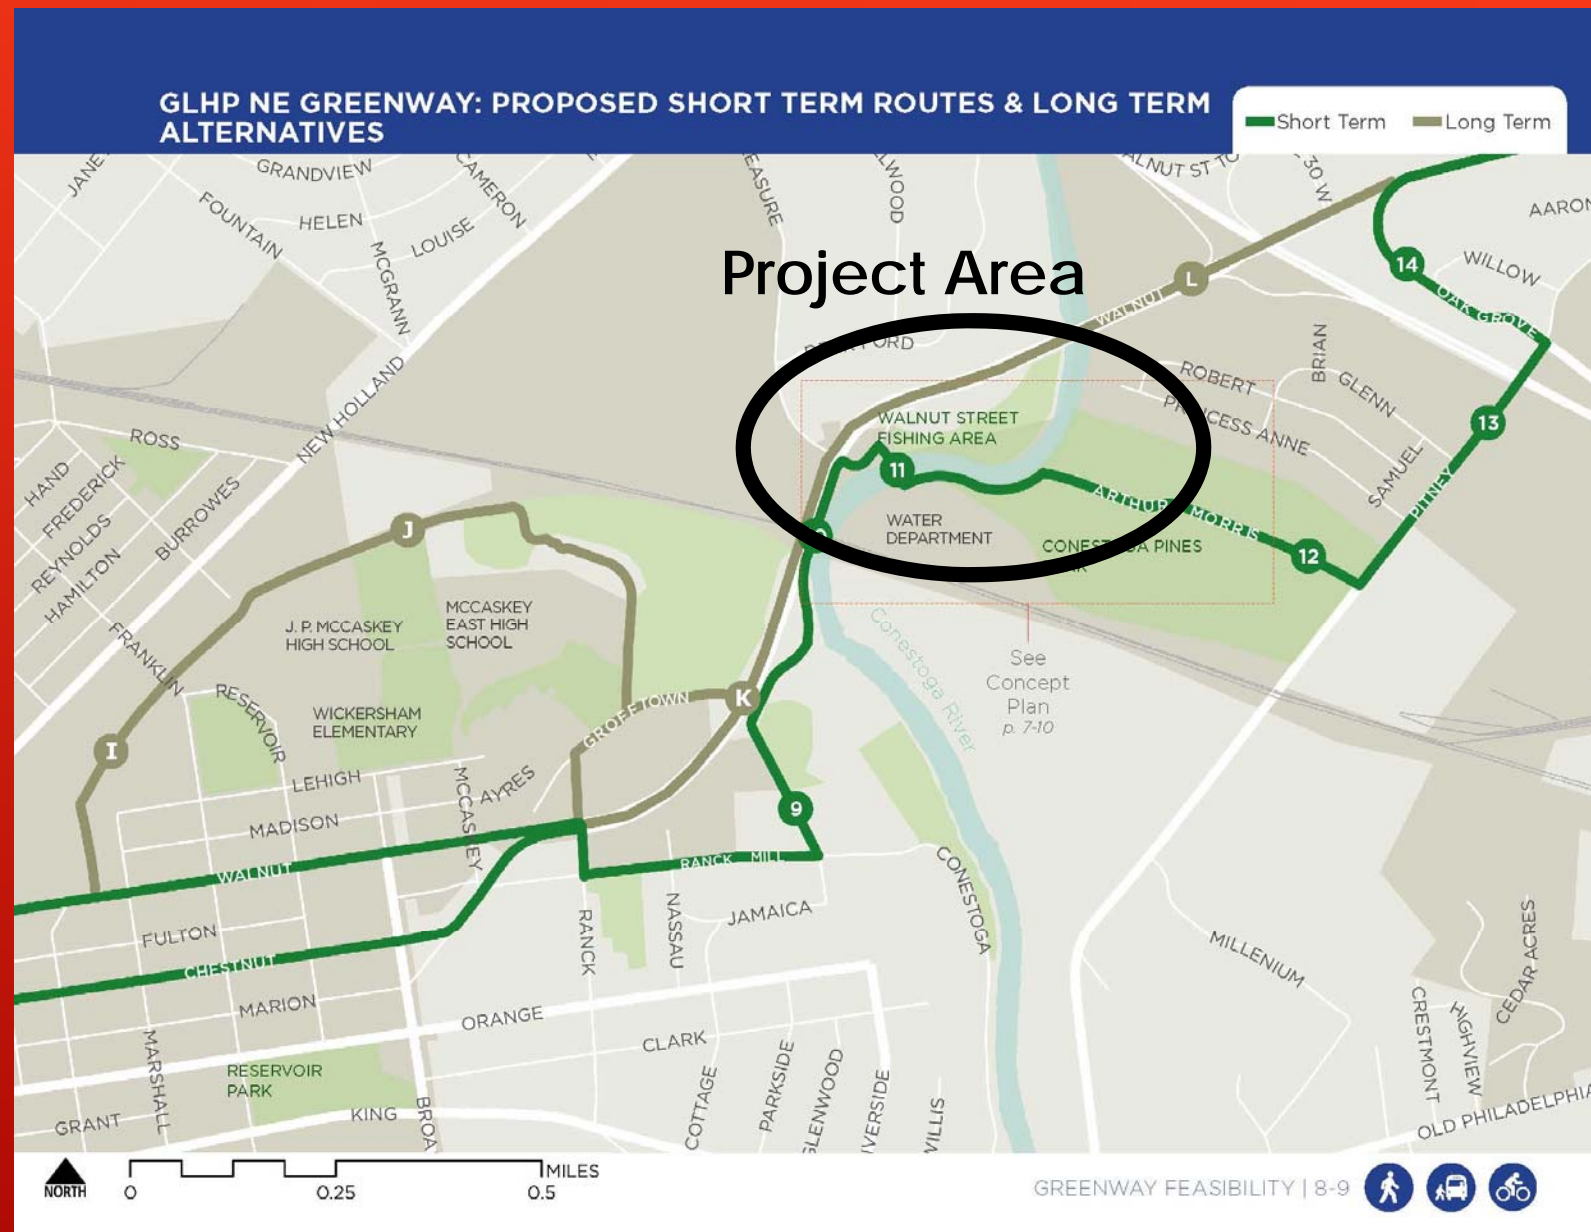 GLHP NE GREENWAY: PROPOSED SHORT TERM ROUTES & LONG TERM
ALTERNATIVES
Short Term
Long Term
GRANDVIEW
CAMERON
FOUNTAIN
HELEN
LOUISE
MCGRANN
NEW HOLLAND
30 W
AARON
WILLOW
14
OAK GROVE
Project Area
L
WALNUT
BRIAN
ROBERT
GLENN
PRINCESS ANNE
SAMUEL
13
PITNEY
WALNUT STREET
FISHING AREA
11
ARTHUR MORRIS
12
WATER
DEPARTMENT
CONESTOGA PINES
ROSS
HAND
FREDERICK
REYNOLDS
HAMILTON
BURROWES
FRANKLIN
J
J. P. MCCASKEY
HIGH SCHOOL
MCCASKEY
EAST HIGH
SCHOOL
RESERVOIR
WICKERSHAM
ELEMENTARY
GROFFTOWN
K
Conestoga River
See
Concept
Plan
p. 7-10
I
LEHIGH
MADISON
MCCASKEY
AYRES
9
WALNUT
RANCK MILL
FULTON
CHESTNUT
MARION
RANCK
NASSAU
JAMAICA
CONESTOGA
ORANGE
CLARK
MARSHALL
RESERVOIR
PARK
GRANT
KING
BROA
COTTAGE
PARKSIDE
GLENWOOD
VERSIDE
MILLENIUM
CRESTMONT
HIGHVIEW
CEDAR ACRES
OLD PHILADELPHIA
NORTH
0
0.25
0.5
MILES
GREENWAY FEASIBILITY | 8-9